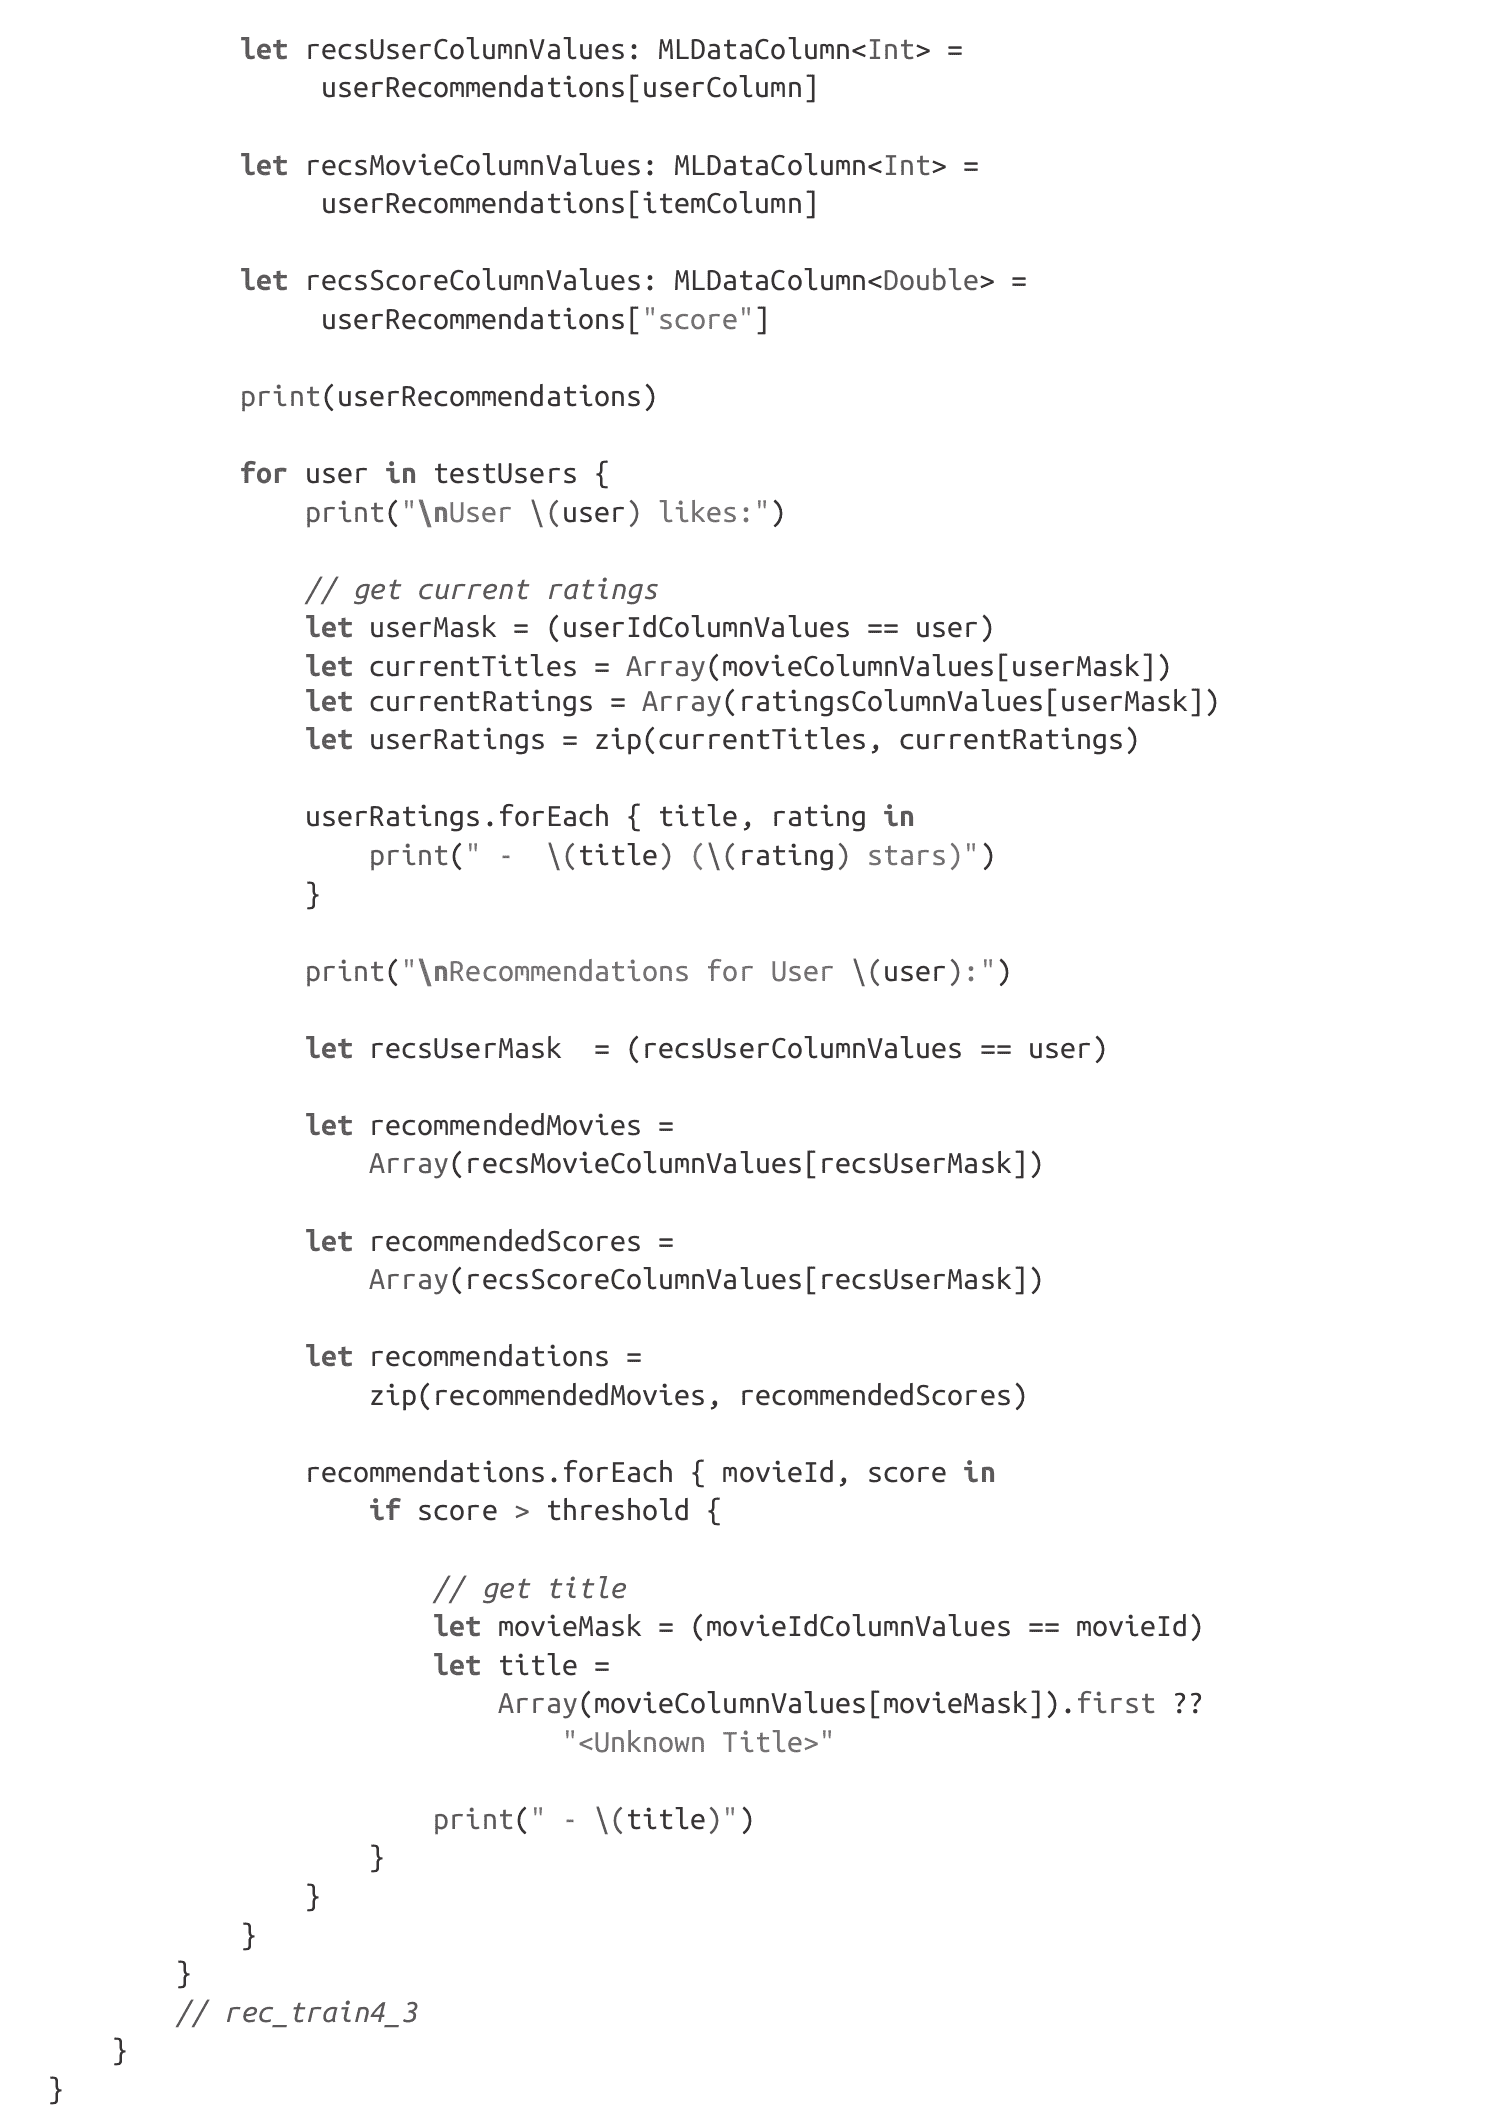 let recsUserColumnValues: MLDataColumn<Int> =
userRecommendations[userColumn]
let recsMovieColumnValues: MLDataColumn<Int> =
userRecommendations[itemColumn]
let recsScoreColumnValues: MLDataColumn<Double> =
userRecommendations["score"]
print(userRecommendations)
for user in testUsers {
print("\nUser \(user) likes:")
// get current ratings
let userMask = (userIdColumnValues == user)
let currentTitles = Array(movieColumnValues[userMask])
let currentRatings = Array(ratingsColumnValues[userMask])
let userRatings = zip(currentTitles, currentRatings)
userRatings.forEach { title, rating in
print(" -  \(title) (\(rating) stars)")
}
print("\nRecommendations for User \(user):")
let recsUserMask  = (recsUserColumnValues == user)
let recommendedMovies =
Array(recsMovieColumnValues[recsUserMask])
let recommendedScores =
Array(recsScoreColumnValues[recsUserMask])
let recommendations =
zip(recommendedMovies, recommendedScores)
recommendations.forEach { movieId, score in
if score > threshold {
// get title
let movieMask = (movieIdColumnValues == movieId)
let title =
Array(movieColumnValues[movieMask]).first ??
"<Unknown Title>"
print(" - \(title)")
}
}
}
}
// rec_train4_3
}
}